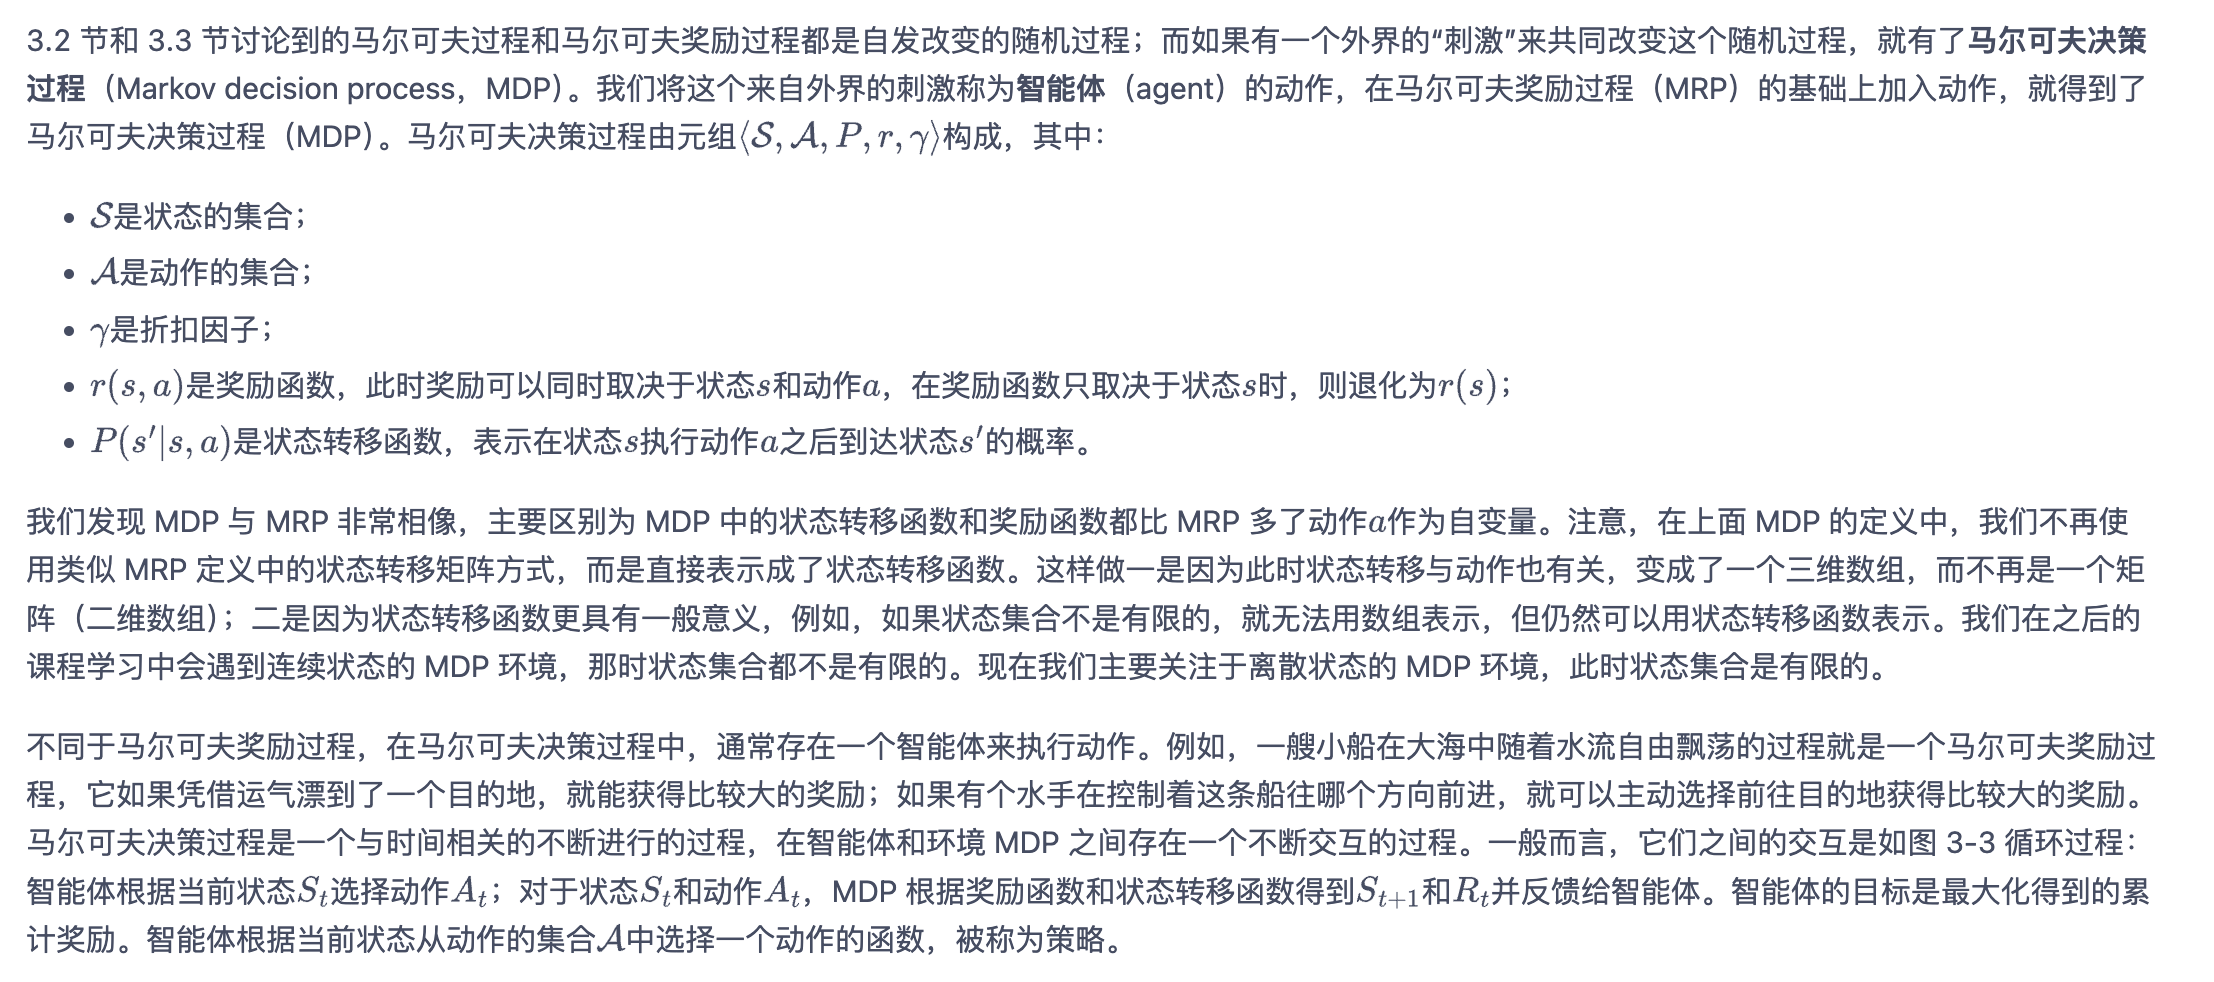 3.2 节和 3.3 节讨论到的马尔可夫过程和马尔可夫奖励过程都是自发改变的随机过程；而如果有一个外界的“刺激”来共同改变这个随机过程，就有了马尔可夫决策
过程（Markov decision process，MDP）。我们将这个来自外界的刺激称为智能体（agent）的动作，在马尔可夫奖励过程（MRP）的基础上加入动作，就得到了
马尔可夫决策过程（MDP）。马尔可夫决策过程由元组⟨𝒮, 𝒜, P, r, γ⟩构成，其中：
• 𝒮是状态的集合；
• 𝒜是动作的集合；
• γ是折扣因子；
• r(s, a)是奖励函数，此时奖励可以同时取决于状态s和动作a，在奖励函数只取决于状态s时，则退化为r(s)；
• P(s′|s, a)是状态转移函数，表示在状态s执行动作a之后到达状态s′的概率。
我们发现 MDP 与 MRP 非常相像，主要区别为 MDP 中的状态转移函数和奖励函数都比 MRP 多了动作a作为自变量。注意，在上面 MDP 的定义中，我们不再使
用类似 MRP 定义中的状态转移矩阵方式，而是直接表示成了状态转移函数。这样做一是因为此时状态转移与动作也有关，变成了一个三维数组，而不再是一个矩
阵（二维数组）；二是因为状态转移函数更具有一般意义，例如，如果状态集合不是有限的，就无法用数组表示，但仍然可以用状态转移函数表示。我们在之后的
课程学习中会遇到连续状态的 MDP 环境，那时状态集合都不是有限的。现在我们主要关注于离散状态的 MDP 环境，此时状态集合是有限的。
不同于马尔可夫奖励过程，在马尔可夫决策过程中，通常存在一个智能体来执行动作。例如，一艘小船在大海中随着水流自由飘荡的过程就是一个马尔可夫奖励过
程，它如果凭借运气漂到了一个目的地，就能获得比较大的奖励；如果有个水手在控制着这条船往哪个方向前进，就可以主动选择前往目的地获得比较大的奖励。
马尔可夫决策过程是一个与时间相关的不断进行的过程，在智能体和环境 MDP 之间存在一个不断交互的过程。一般而言，它们之间的交互是如图 3-3 循环过程：
智能体根据当前状态Sₜ选择动作Aₜ；对于状态Sₜ和动作Aₜ，MDP 根据奖励函数和状态转移函数得到Sₜ₊₁和Rₜ并反馈给智能体。智能体的目标是最大化得到的累
计奖励。智能体根据当前状态从动作的集合𝒜中选择一个动作的函数，被称为策略。